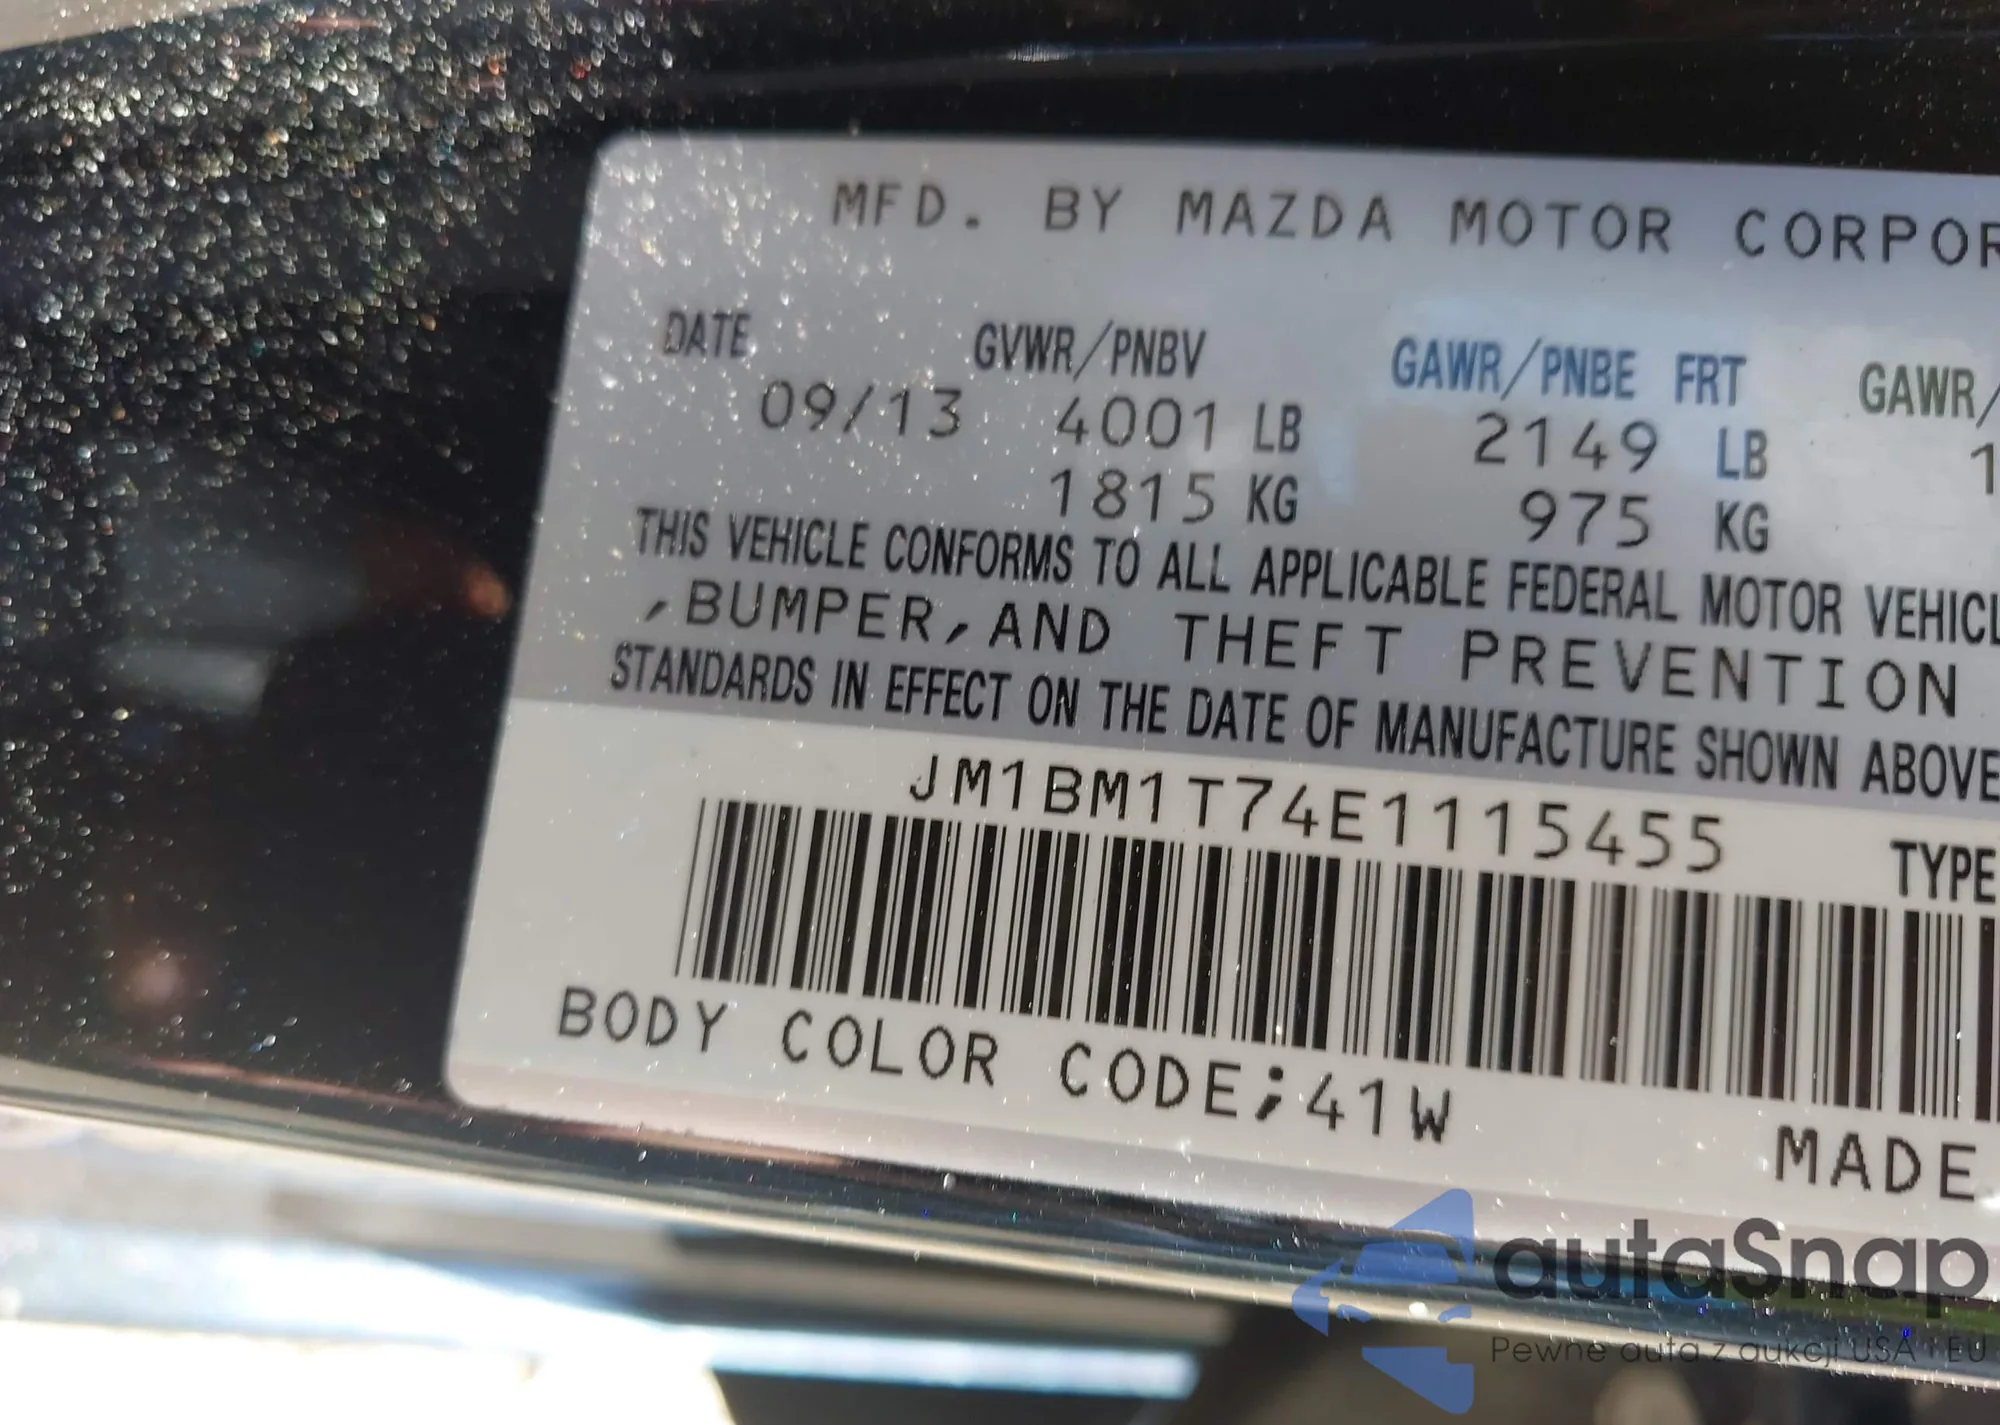 MFD. BY MAZDA MOTOR CORPOR
DATE GVWR/PNBV GAWR/PNBE FRT GAWR/
09/13 4001 LB 2149 LB 1
1815 KG 975 KG
THIS VEHICLE CONFORMS TO ALL APPLICABLE FEDERAL MOTOR VEHICL
,BUMPER,AND THEFT PREVENTION
STANDARDS IN EFFECT ON THE DATE OF MANUFACTURE SHOWN ABOVE
JM1BM1T74E1115455 TYPE
BODY COLOR CODE;41W
MADE
autaSnap
Pewne auta z aukcji USA i EU